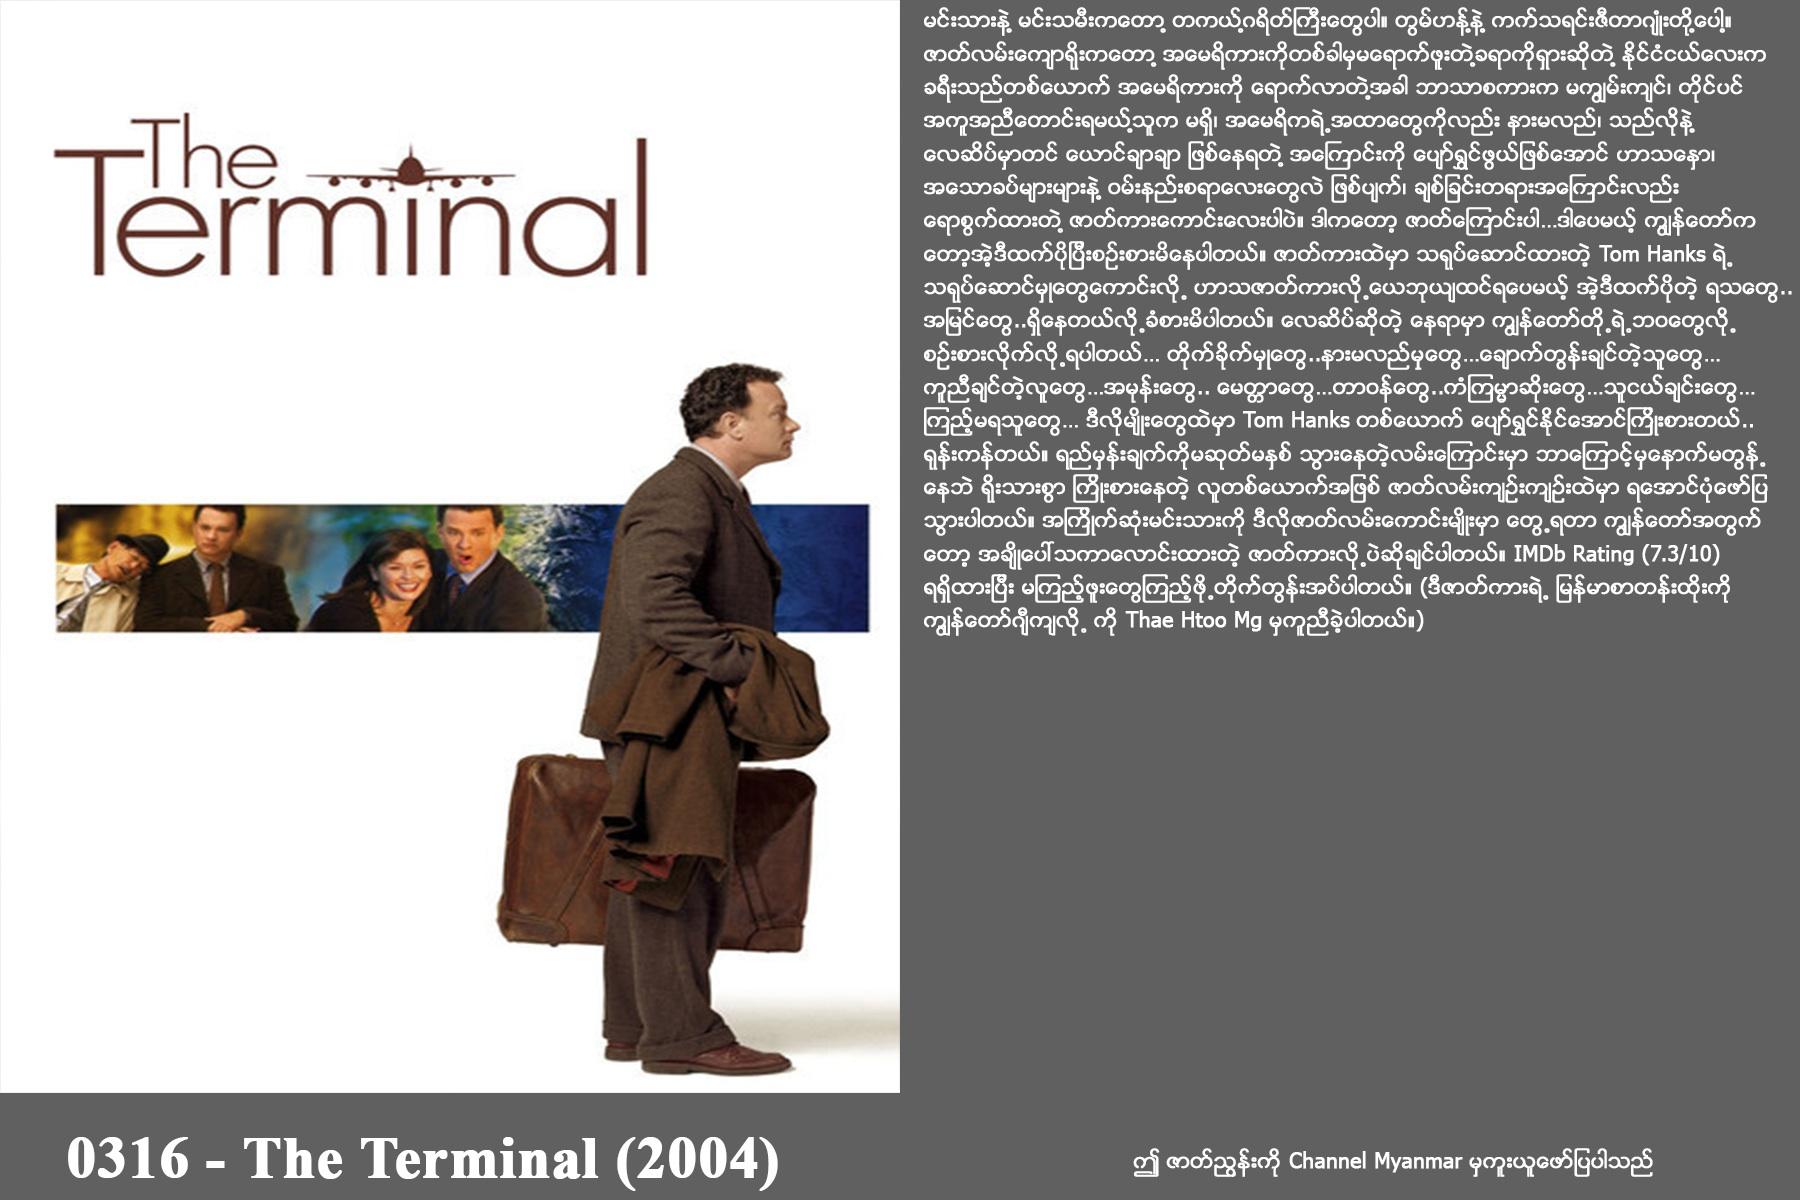 The
Terminal
မင်းသားနဲ့ မင်းသမီးကတော့ တကယ့်ဂရိတ်ကြီးတွေပါ။ တွမ်ဟန့်နဲ့ ကက်သရင်းဇီတာဂျုံးတို့ပေါ့။
ဇာတ်လမ်းကျောရိုးကတော့ အမေရိကားကိုတစ်ခါမှမရောက်ဖူးတဲ့ခရာကိုရှားဆိုတဲ့ နိုင်ငံငယ်လေးက
ခရီးသည်တစ်ယောက် အမေရိကားကို ရောက်လာတဲ့အခါ ဘာသာစကားက မကျွမ်းကျင်၊ တိုင်ပင်
အကူအညီတောင်းရမယ့်သူက မရှိ၊ အမေရိကရဲ့အထာတွေကိုလည်း နားမလည်၊ သည်လိုနဲ့
လေဆိပ်မှာတင် ယောင်ချာချာ ဖြစ်နေရတဲ့ အကြောင်းကို ပျော်ရွှင်ဖွယ်ဖြစ်အောင် ဟာသနှော၊
အသောခပ်များများနဲ့ ဝမ်းနည်းစရာလေးတွေလဲ ဖြစ်ပျက်၊ ချစ်ခြင်းတရားအကြောင်းလည်း
ရောစွက်ထားတဲ့ ဇာတ်ကားကောင်းလေးပါပဲ။ ဒါကတော့ ဇာတ်ကြောင်းပါ...ဒါပေမယ့် ကျွန်တော်က
တော့အဲ့ဒီထက်ပိုပြီးစဉ်းစားမိနေပါတယ်။ ဇာတ်ကားထဲမှာ သရုပ်ဆောင်ထားတဲ့ Tom Hanks ရဲ့
သရုပ်ဆောင်မှုတွေကောင်းလို့ ဟာသဇာတ်ကားလို့ယေဘုယျထင်ရပေမယ့် အဲ့ဒီထက်ပိုတဲ့ ရသတွေ..
အမြင်တွေ..ရှိနေတယ်လို့ခံစားမိပါတယ်။ လေဆိပ်ဆိုတဲ့ နေရာမှာ ကျွန်တော်တို့ရဲ့ဘဝတွေလို့
စဉ်းစားလိုက်လို့ရပါတယ်... တိုက်ခိုက်မှုတွေ..နားမလည်မှုတွေ...ချောက်တွန်းချင်တဲ့သူတွေ...
ကူညီချင်တဲ့လူတွေ...အမုန်းတွေ.. မေတ္တာတွေ...တာဝန်တွေ..ကံကြမ္မာဆိုးတွေ...သူငယ်ချင်းတွေ...
ကြည့်မရသူတွေ... ဒီလိုမျိုးတွေထဲမှာ Tom Hanks တစ်ယောက် ပျော်ရွှင်နိုင်အောင်ကြိုးစားတယ်..
ရုန်းကန်တယ်။ ရည်မှန်းချက်ကိုမဆုတ်မနှစ် သွားနေတဲ့လမ်းကြောင်းမှာ ဘာကြောင့်မှနောက်မတွန့်
နေဘဲ ရိုးသားစွာ ကြိုးစားနေတဲ့ လူတစ်ယောက်အဖြစ် ဇာတ်လမ်းကျဉ်းကျဉ်းထဲမှာ ရအောင်ပုံဖော်ပြ
သွားပါတယ်။ အကြိုက်ဆုံးမင်းသားကို ဒီလိုဇာတ်လမ်းကောင်းမျိုးမှာ တွေ့ရတာ ကျွန်တော်အတွက်
တော့ အချိုပေါ်သကာလောင်းထားတဲ့ ဇာတ်ကားလို့ပဲဆိုချင်ပါတယ်။ IMDb Rating (7.3/10)
ရရှိထားပြီး မကြည့်ဖူးတွေကြည့်ဖို့တိုက်တွန်းအပ်ပါတယ်။ (ဒီဇာတ်ကားရဲ့ မြန်မာစာတန်းထိုးကို
ကျွန်တော်ဂျီကျလို့ ကို Thae Htoo Mg မှကူညီခဲ့ပါတယ်။)
0316 - The Terminal (2004)
ဤ ဇာတ်ညွှန်းကို Channel Myanmar မှကူးယူဖော်ပြပါသည်